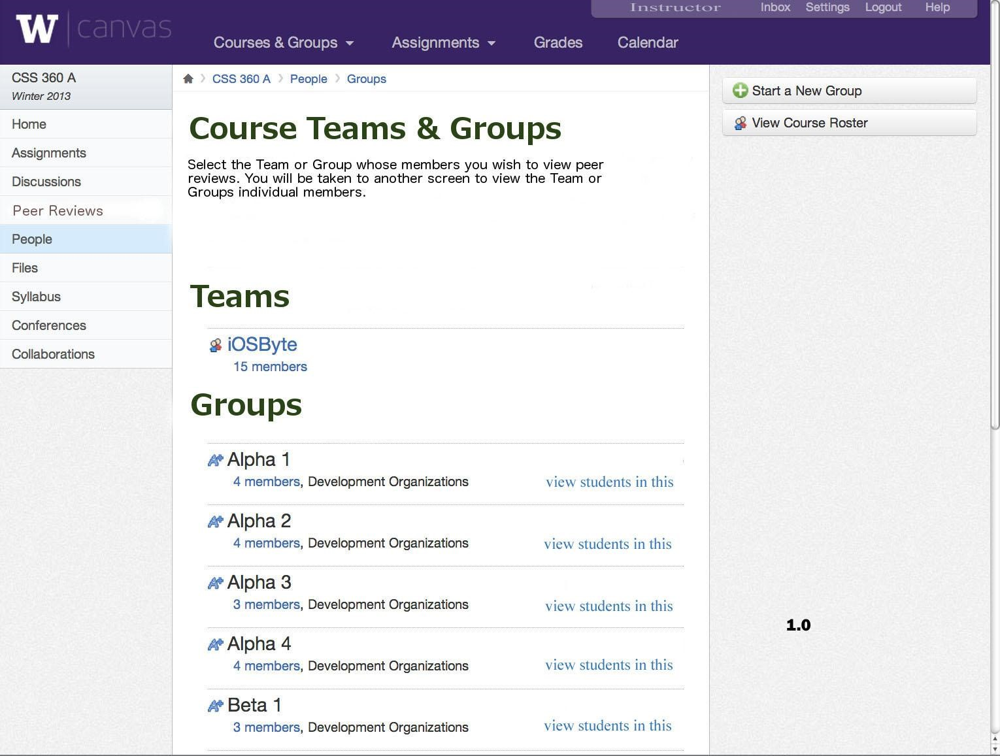 Instructor Inbox Settings Logout Help
W canvas
Courses & Groups Assignments Grades Calendar
CSS 360 A
Winter 2013
Home
Assignments
Discussions
Peer Reviews
People
Files
Syllabus
Conferences
Collaborations
CSS 360 A People Groups
Course Teams & Groups
Select the Team or Group whose members you wish to view peer
reviews. You will be taken to another screen to view the Team or
Groups individual members.
Teams
iOSByte
15 members
Groups
Alpha 1
4 members, Development Organizations view students in this
Alpha 2
4 members, Development Organizations view students in this
Alpha 3
3 members, Development Organizations view students in this
Alpha 4
4 members, Development Organizations view students in this
Beta 1
3 members, Development Organizations view students in this
Start a New Group
View Course Roster
1.0